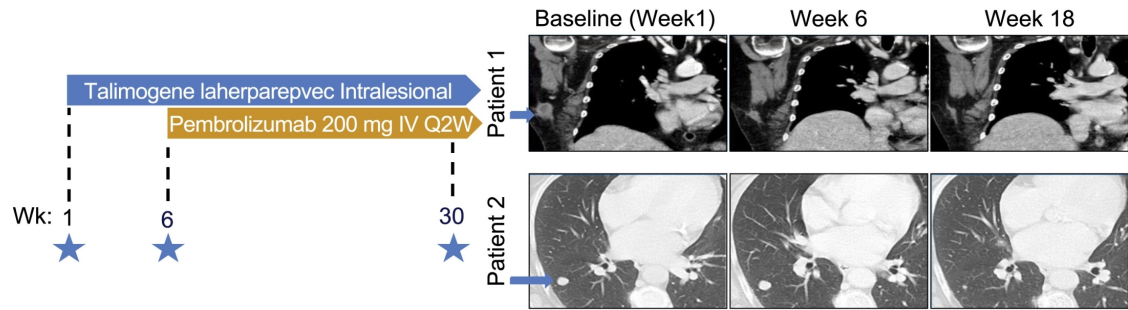 Baseline (Week1) Week 6 Week 18
Patient 1
Talimogene laherparepvec Intralesional
Pembrolizumab 200 mg IV Q2W
Wk: 1 6 30
Patient 2